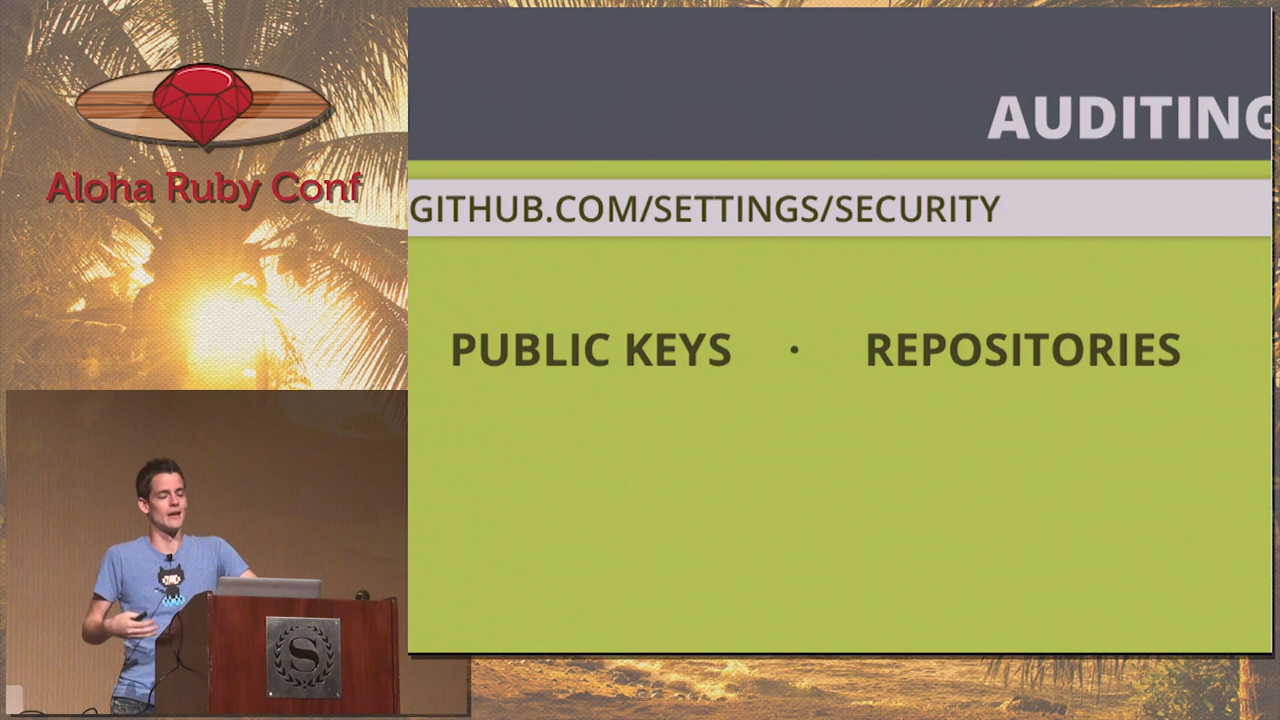 Aloha Ruby Conf
AUDITING
GITHUB.COM/SETTINGS/SECURITY
PUBLIC KEYS · REPOSITORIES
S